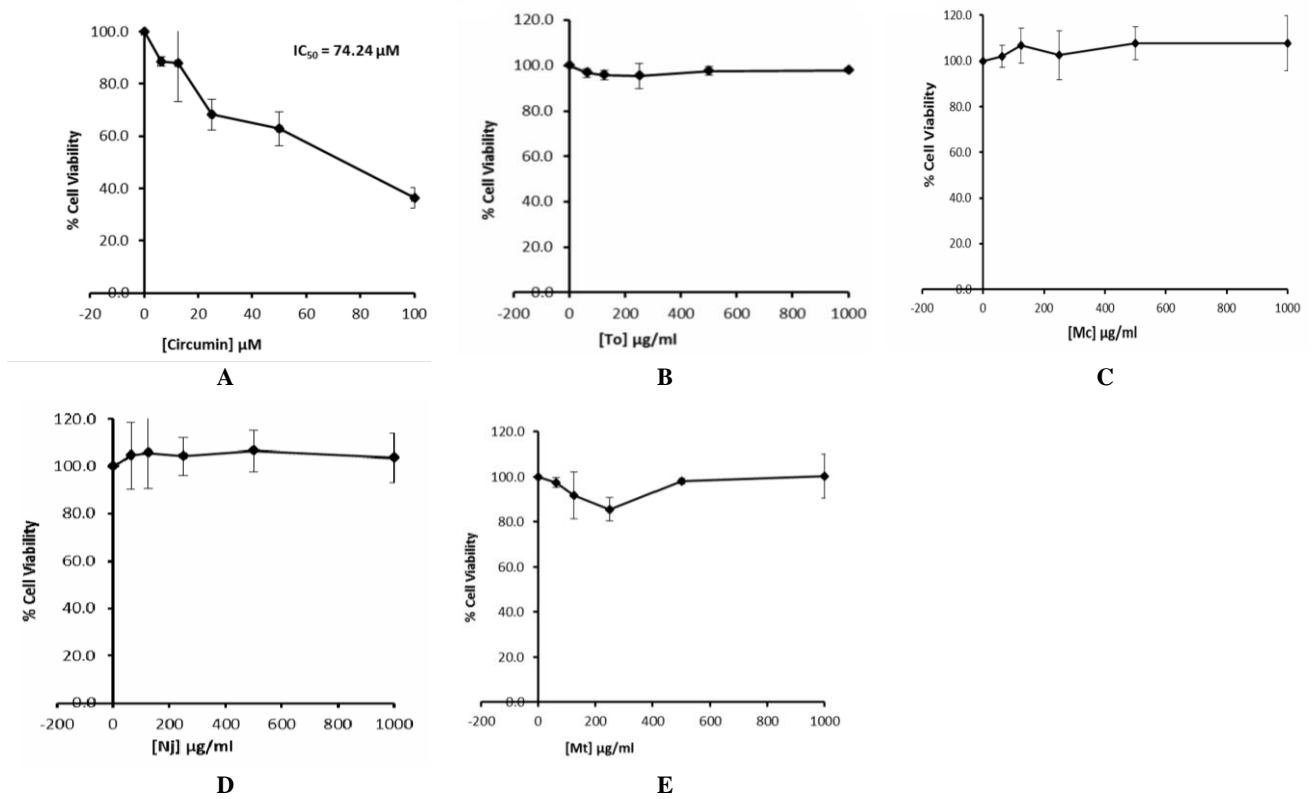 100.0
80.0
60.0
40.0
20.0
0.0
% Cell Viability
IC50 = 74.24 µM
-20 0 20 40 60 80 100
[Circumin] µM
A
120.0
100.0
80.0
60.0
40.0
20.0
0.0
% Cell Viability
-200 0 200 400 600 800 1000
[To] µg/ml
B
120.0
100.0
80.0
60.0
40.0
20.0
0.0
% Cell Viability
-200 0 200 400 600 800 1000
[Mc] µg/ml
C
120.0
100.0
80.0
60.0
40.0
20.0
0.0
% Cell Viability
-200 0 200 400 600 800 1000
[Nj] µg/ml
D
120.0
100.0
80.0
60.0
40.0
20.0
0.0
% Cell Viability
-200 0 200 400 600 800 1000
[Mt] µg/ml
E